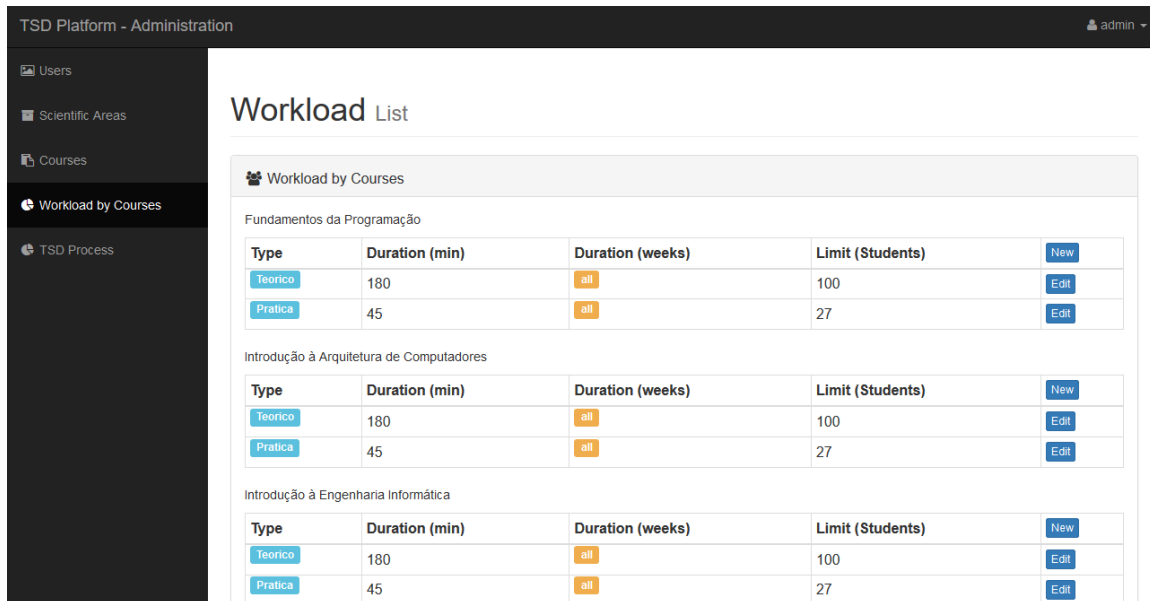 TSD Platform - Administration admin
Users
Scientific Areas
Courses
Workload by Courses
TSD Process
Workload List
Workload by Courses
Fundamentos da Programação
Type Duration (min) Duration (weeks) Limit (Students) New
Teorico 180 all 100 Edit
Pratica 45 all 27 Edit
Introdução à Arquitetura de Computadores
Type Duration (min) Duration (weeks) Limit (Students) New
Teorico 180 all 100 Edit
Pratica 45 all 27 Edit
Introdução à Engenharia Informática
Type Duration (min) Duration (weeks) Limit (Students) New
Teorico 180 all 100 Edit
Pratica 45 all 27 Edit